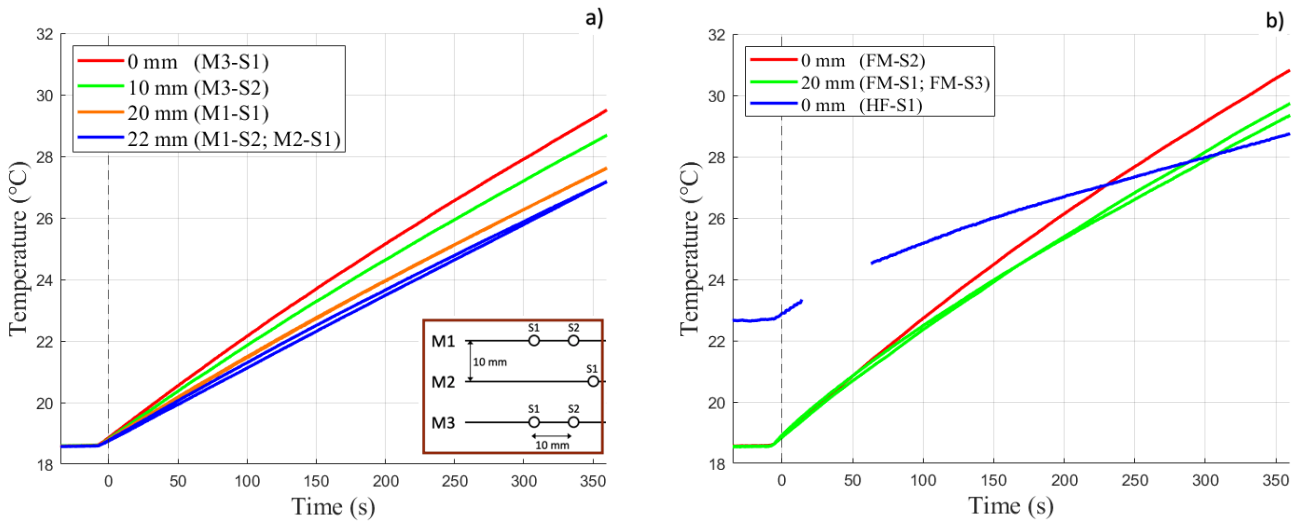 a)
32
30
28
26
24
22
20
18
Temperature (°C)
0 mm (M3-S1)
10 mm (M3-S2)
20 mm (M1-S1)
22 mm (M1-S2; M2-S1)
S1 S2
M1
10 mm
S1
M2
S1 S2
M3
10 mm
0 50 100 150 200 250 300 350
Time (s)
b)
32
30
28
26
24
22
20
18
Temperature (°C)
0 mm (FM-S2)
20 mm (FM-S1; FM-S3)
0 mm (HF-S1)
0 50 100 150 200 250 300 350
Time (s)